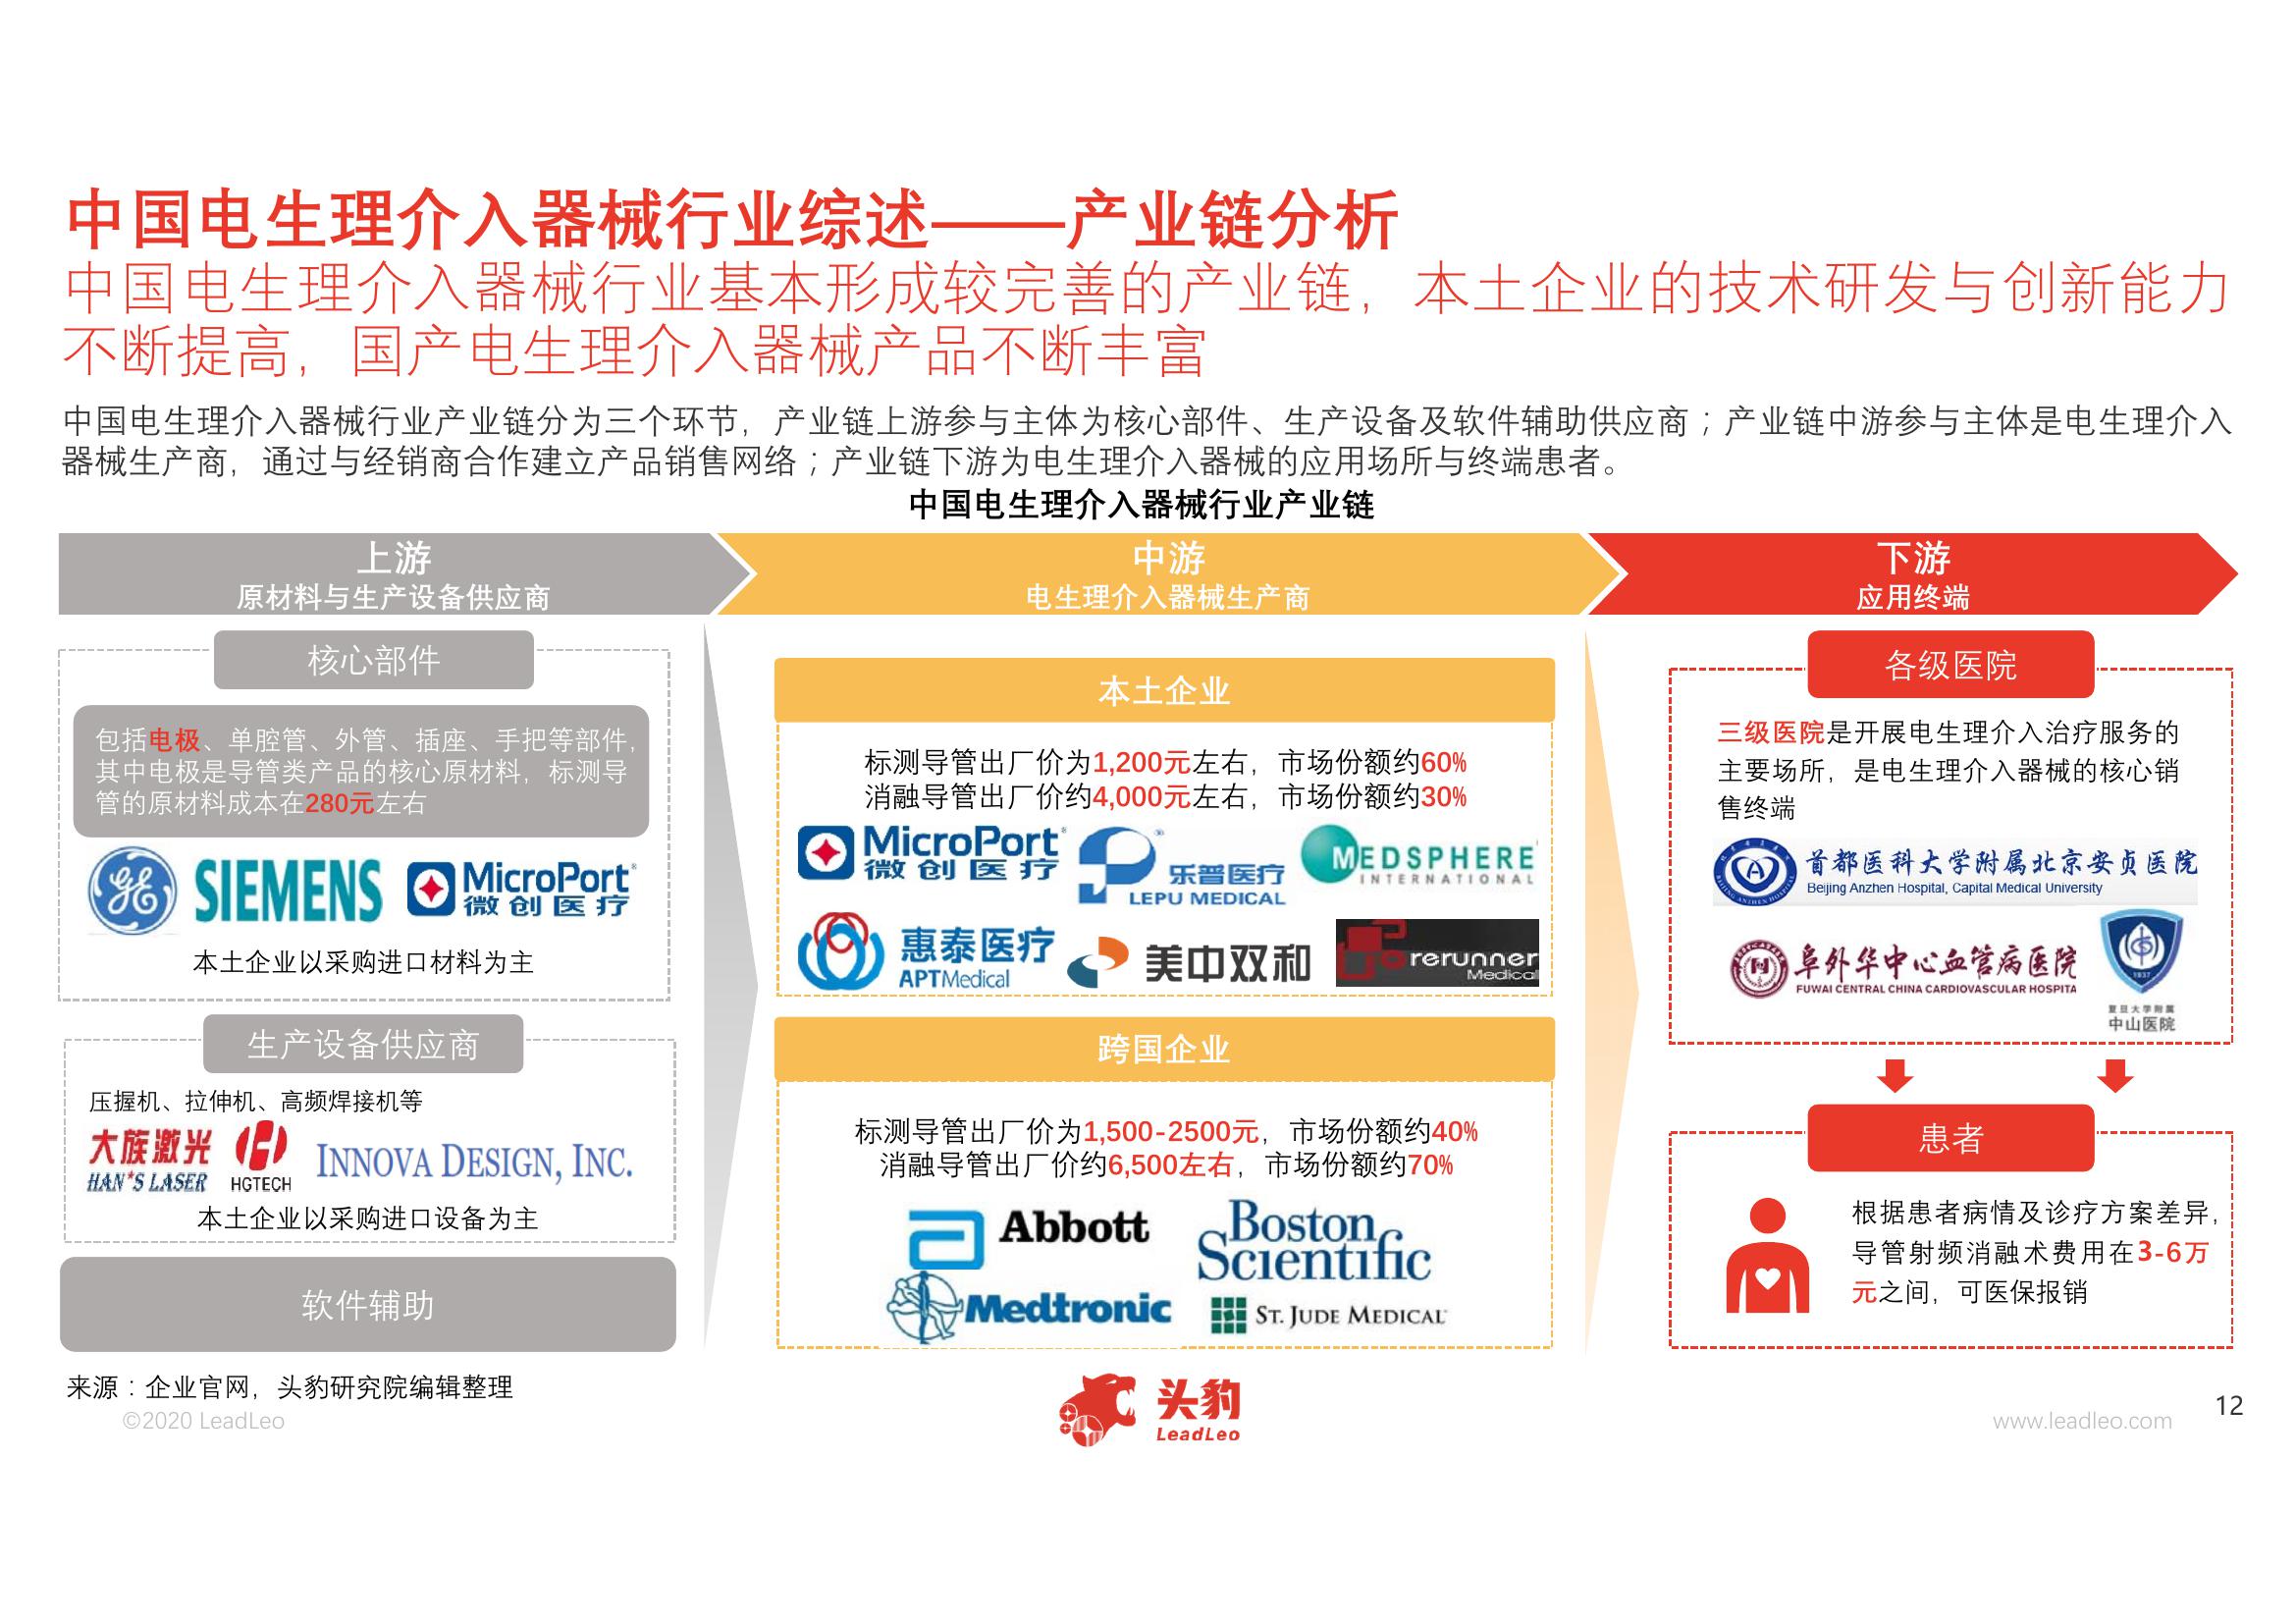 中国电生理介入器械行业综述——产业链分析
中国电生理介入器械行业基本形成较完善的产业链，本土企业的技术研发与创新能力
不断提高，国产电生理介入器械产品不断丰富
中国电生理介入器械行业产业链分为三个环节，产业链上游参与主体为核心部件、生产设备及软件辅助供应商；产业链中游参与主体是电生理介入
器械生产商，通过与经销商合作建立产品销售网络；产业链下游为电生理介入器械的应用场所与终端患者。
中国电生理介入器械行业产业链
上游
原材料与生产设备供应商
中游
电生理介入器械生产商
下游
应用终端
核心部件
包括电极、单腔管、外管、插座、手把等部件，
其中电极是导管类产品的核心原材料，标测导
管的原材料成本在280元左右
GE
SIEMENS
MicroPort
微创医疗
本土企业以采购进口材料为主
生产设备供应商
压握机、拉伸机、高频焊接机等
大族激光
HAN*S LASER
HGTECH
INNOVA DESIGN, INC.
本土企业以采购进口设备为主
软件辅助
本土企业
标测导管出厂价为1,200元左右，市场份额约60%
消融导管出厂价约4,000元左右，市场份额约30%
MicroPort
微创医疗
乐普医疗
LEPU MEDICAL
MEDSPHERE
INTERNATIONAL
惠泰医疗
APTMedical
美中双和
rerunner
Medical
跨国企业
标测导管出厂价为1,500-2500元，市场份额约40%
消融导管出厂价约6,500左右，市场份额约70%
Abbott
Boston
Scientific
Medtronic
ST. JUDE MEDICAL
各级医院
三级医院是开展电生理介入治疗服务的
主要场所，是电生理介入器械的核心销
售终端
首都医科大学附属北京安贞医院
Beijing Anzhen Hospital, Capital Medical University
阜外华中心血管病医院
FUWAI CENTRAL CHINA CARDIOVASCULAR HOSPITA
1937
复旦大学附属
中山医院
患者
根据患者病情及诊疗方案差异，
导管射频消融术费用在3-6万
元之间，可医保报销
来源：企业官网，头豹研究院编辑整理
©2020 LeadLeo
头豹
LeadLeo
www.leadleo.com
12